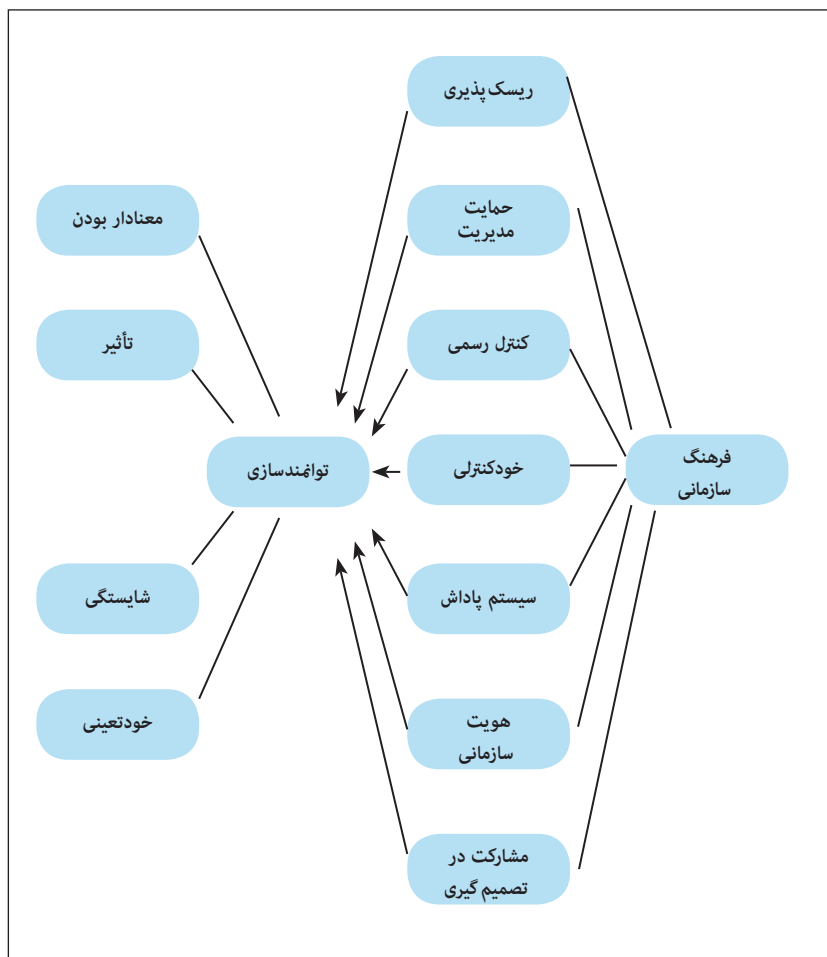 ریسک‌پذیری
حمایت
مدیریت
معنادار بودن
کنترل رسمی
تأثیر
فرهنگ
سازمانی
خودکنترلی
توانمندسازی
سیستم پاداش
شایستگی
هویت
سازمانی
خودتعینی
مشارکت در
تصمیم گیری